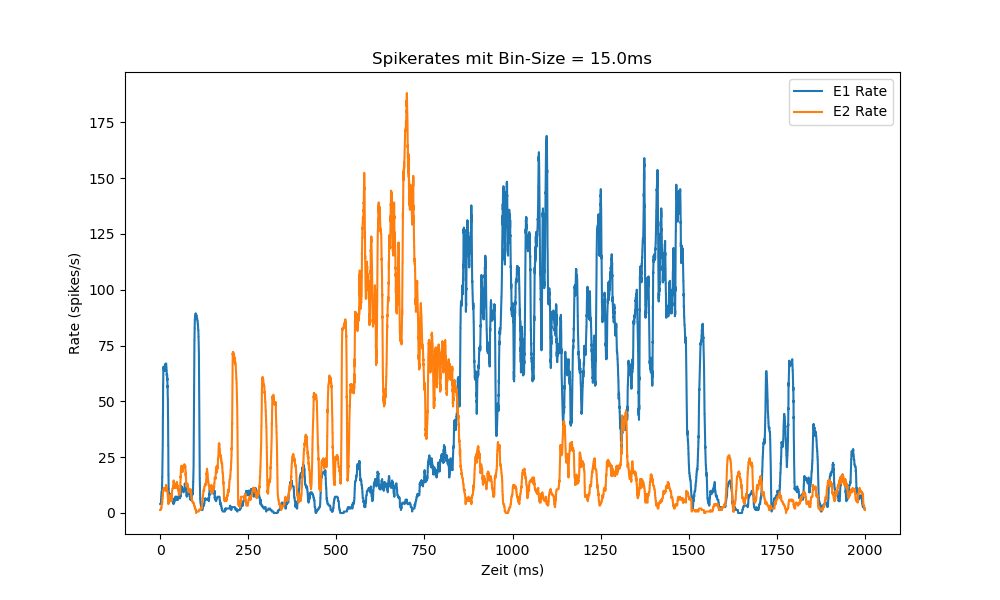 Spikerates mit Bin-Size = 15.0ms
E1 Rate
E2 Rate
175
150
125
100
75
50
25
0
Rate (spikes/s)
0 250 500 750 1000 1250 1500 1750 2000
Zeit (ms)